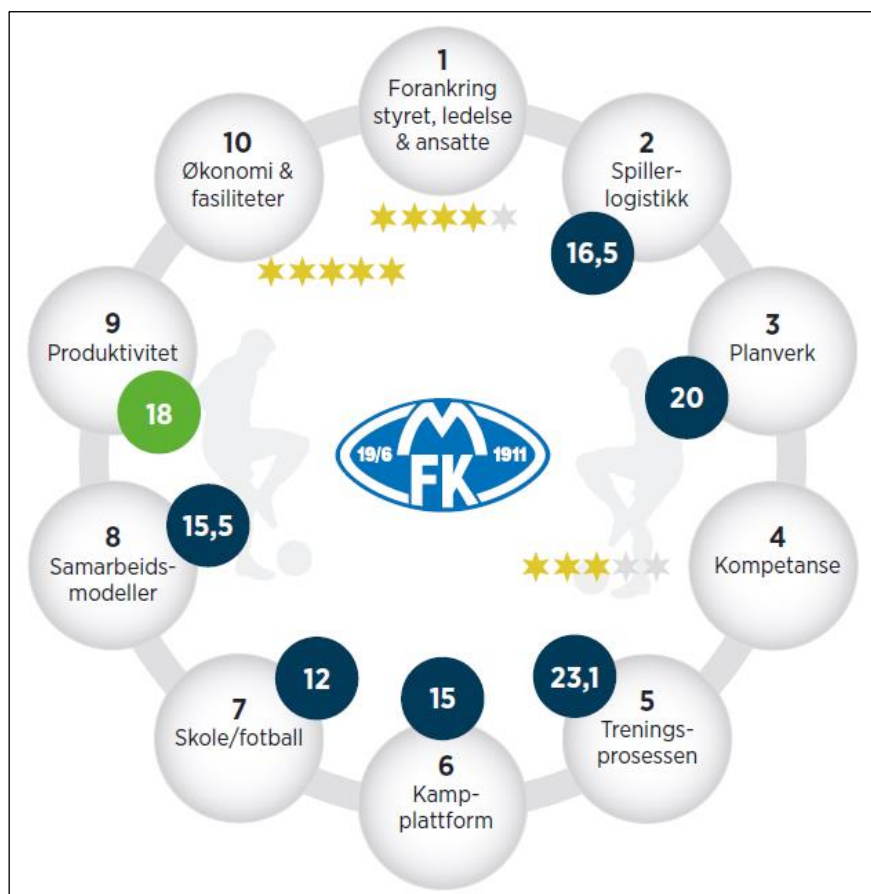 1
Forankring
styret, ledelse
& ansatte
2
Spiller-
logistikk
16,5
3
Planverk
20
4
Kompetanse
5
Trenings-
prosessen
23,1
6
Kamp-
plattform
15
7
Skole/fotball
12
8
Samarbeids-
modeller
15,5
9
Produktivitet
18
10
Økonomi &
fasiliteter
M
19/6 1911
FK